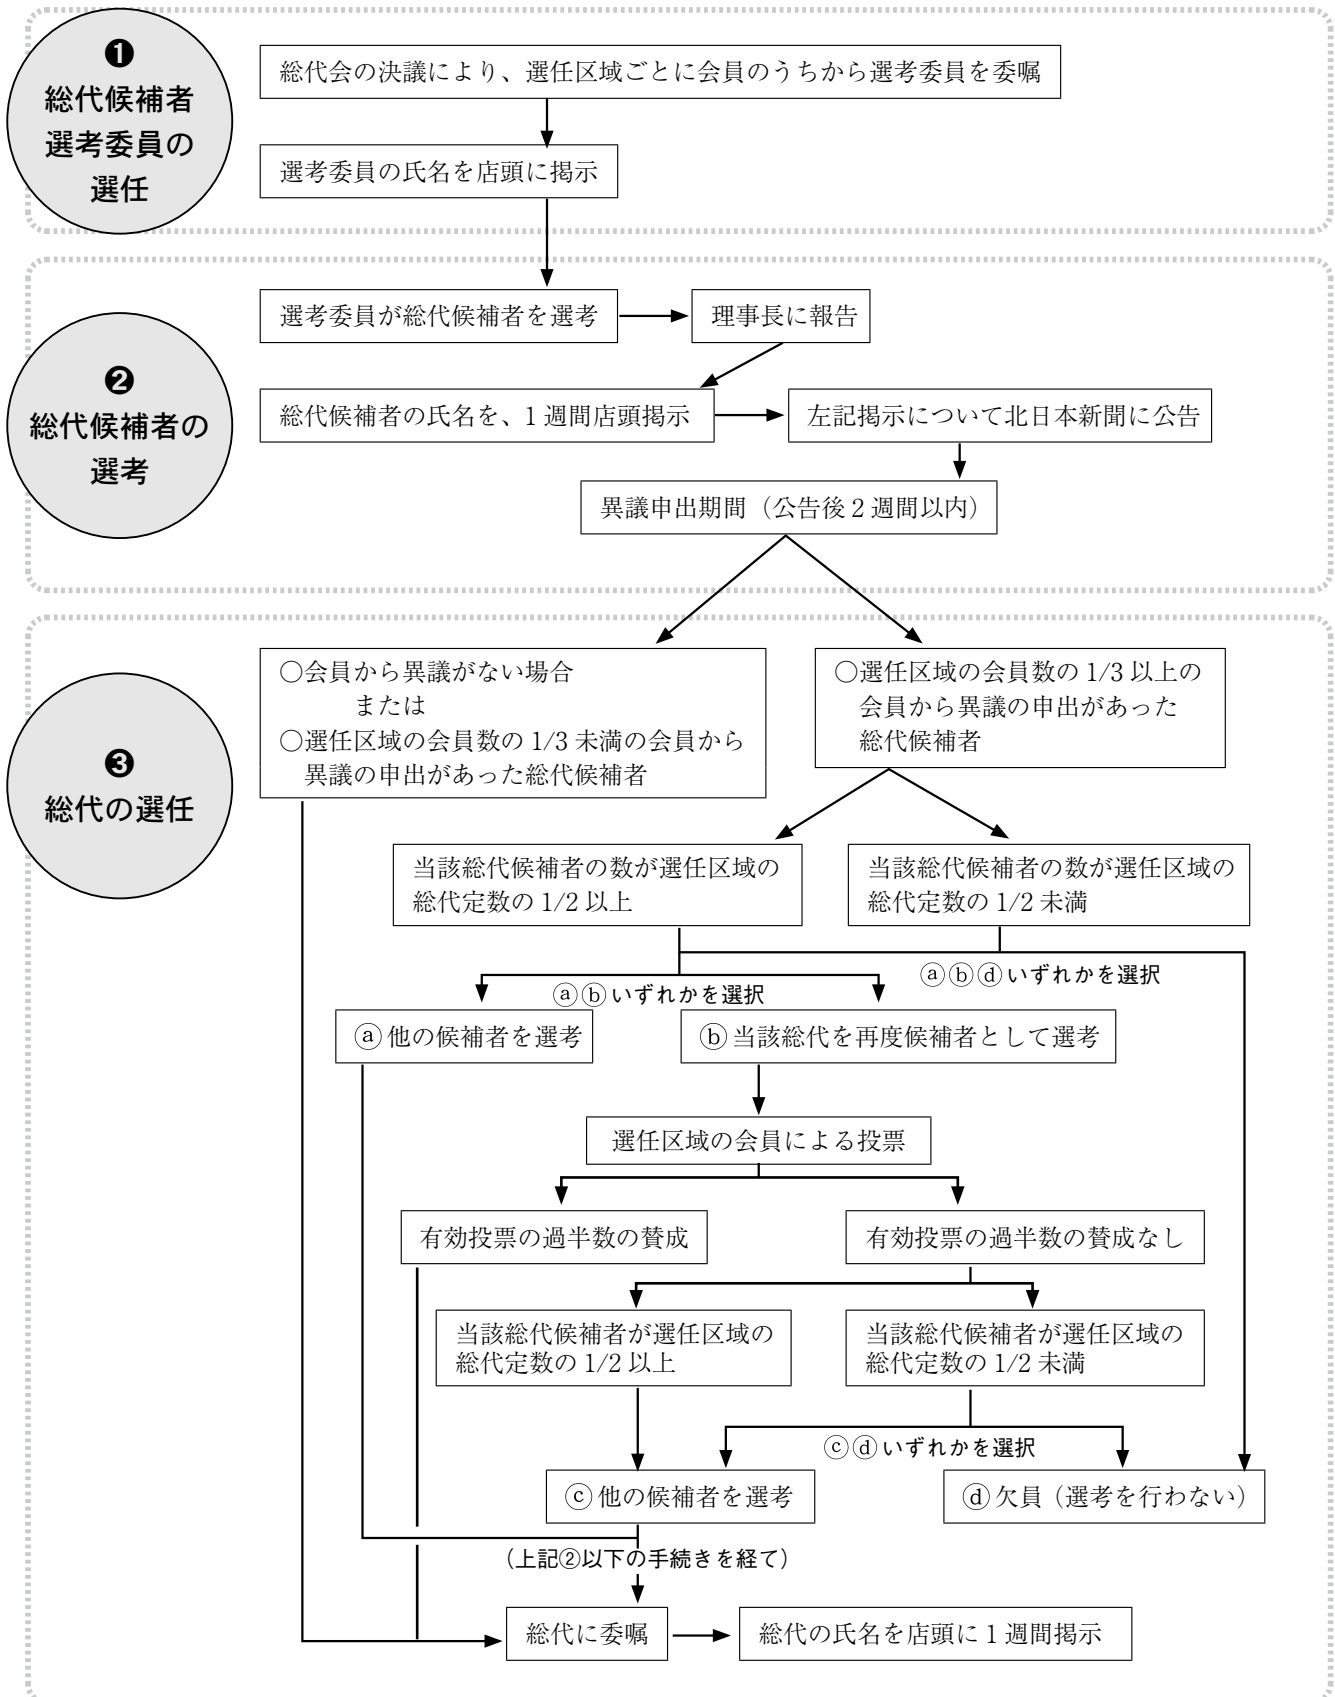 ❶
総代候補者
選考委員の
選任
総代会の決議により、選任区域ごとに会員のうちから選考委員を委嘱
選考委員の氏名を店頭に掲示
❷
総代候補者の
選考
選考委員が総代候補者を選考
理事長に報告
総代候補者の氏名を、1週間店頭掲示
左記掲示について北日本新聞に公告
異議申出期間（公告後2週間以内）
❸
総代の選任
○会員から異議がない場合
または
○選任区域の会員数の1/3未満の会員から
異議の申出があった総代候補者
○選任区域の会員数の1/3以上の
会員から異議の申出があった
総代候補者
当該総代候補者の数が選任区域の
総代定数の1/2以上
当該総代候補者の数が選任区域の
総代定数の1/2未満
ⓐⓑⓓいずれかを選択
ⓐⓑいずれかを選択
ⓐ他の候補者を選考
ⓑ当該総代を再度候補者として選考
選任区域の会員による投票
有効投票の過半数の賛成
有効投票の過半数の賛成なし
当該総代候補者が選任区域の
総代定数の1/2以上
当該総代候補者が選任区域の
総代定数の1/2未満
ⓒⓓいずれかを選択
ⓒ他の候補者を選考
ⓓ欠員（選考を行わない）
（上記②以下の手続きを経て）
総代に委嘱
総代の氏名を店頭に1週間掲示